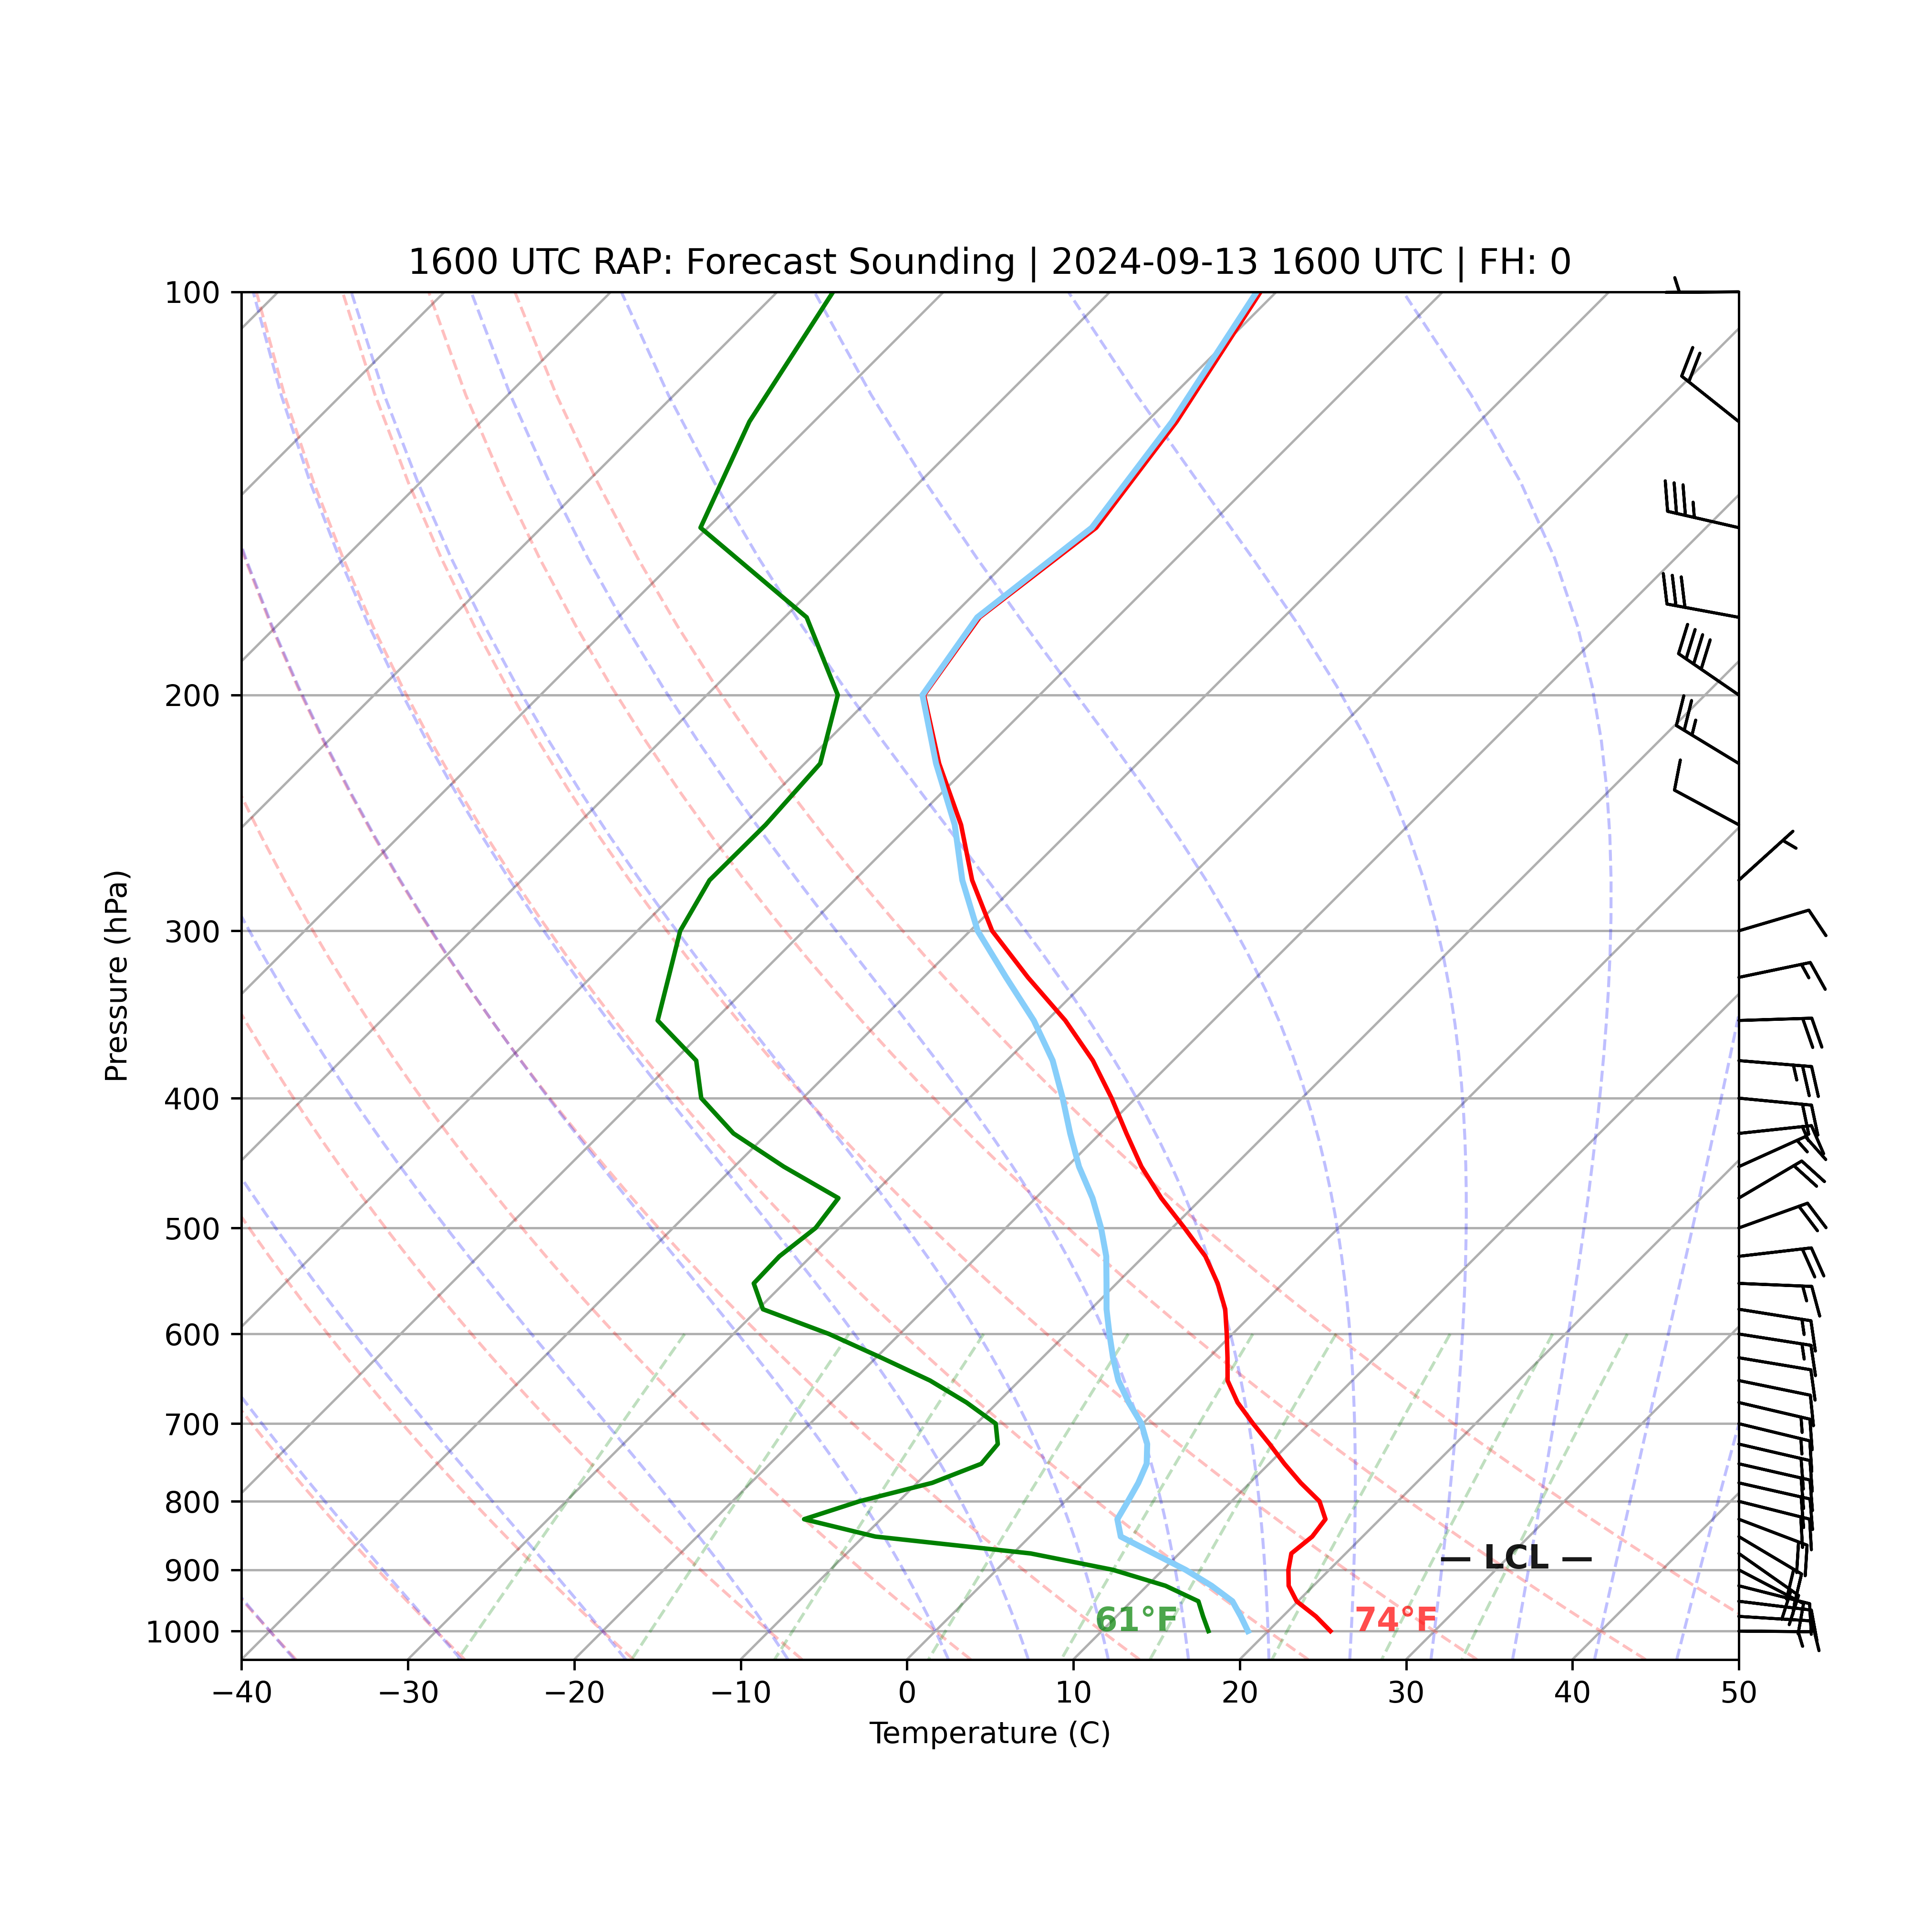 1600 UTC RAP: Forecast Sounding | 2024-09-13 1600 UTC | FH: 0
100
200
300
400
500
600
700
800
900
1000
Pressure (hPa)
— LCL —
61°F
74°F
−40 −30 −20 −10 0 10 20 30 40 50
Temperature (C)